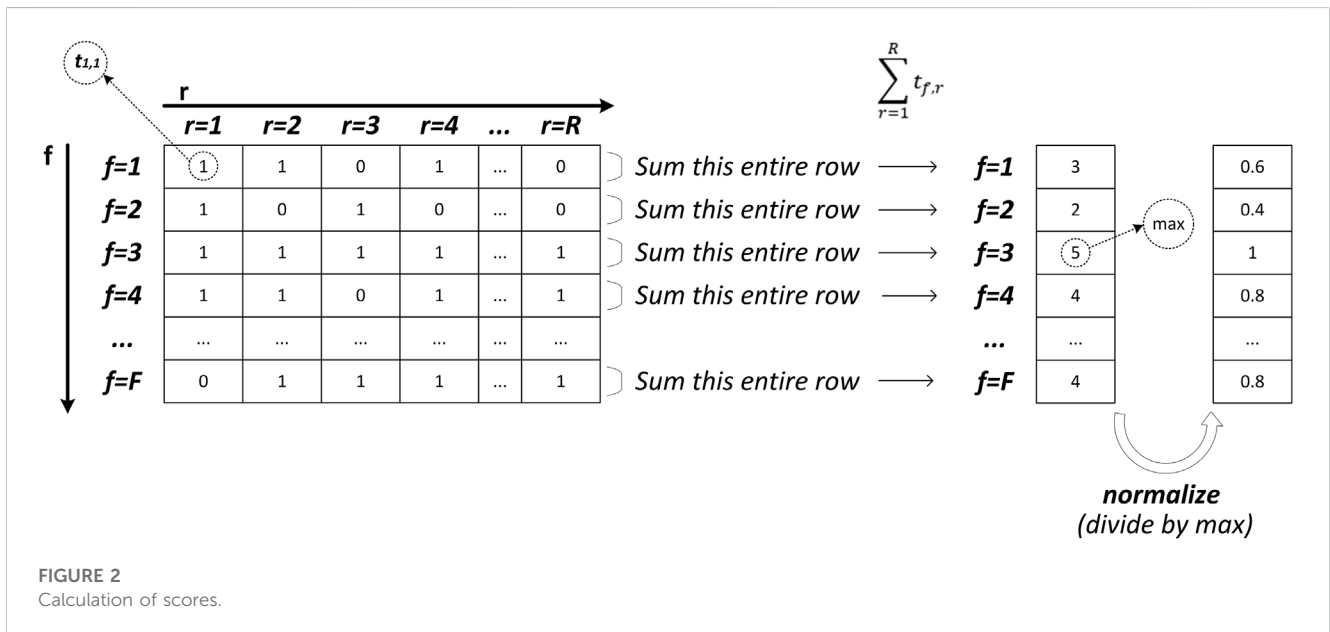 t1,1
R
∑ t_{f,r}
r=1
r
r=1 r=2 r=3 r=4 ... r=R
f
f=1 1 1 0 1 ... 0 Sum this entire row f=1 3 0.6
f=2 1 0 1 0 ... 0 Sum this entire row f=2 2 0.4
max
f=3 1 1 1 1 ... 1 Sum this entire row f=3 5 1
f=4 1 1 0 1 ... 1 Sum this entire row f=4 4 0.8
... ... ... ... ... ... ... ... ...
f=F 0 1 1 1 ... 1 Sum this entire row f=F 4 0.8
normalize
(divide by max)
FIGURE 2
Calculation of scores.